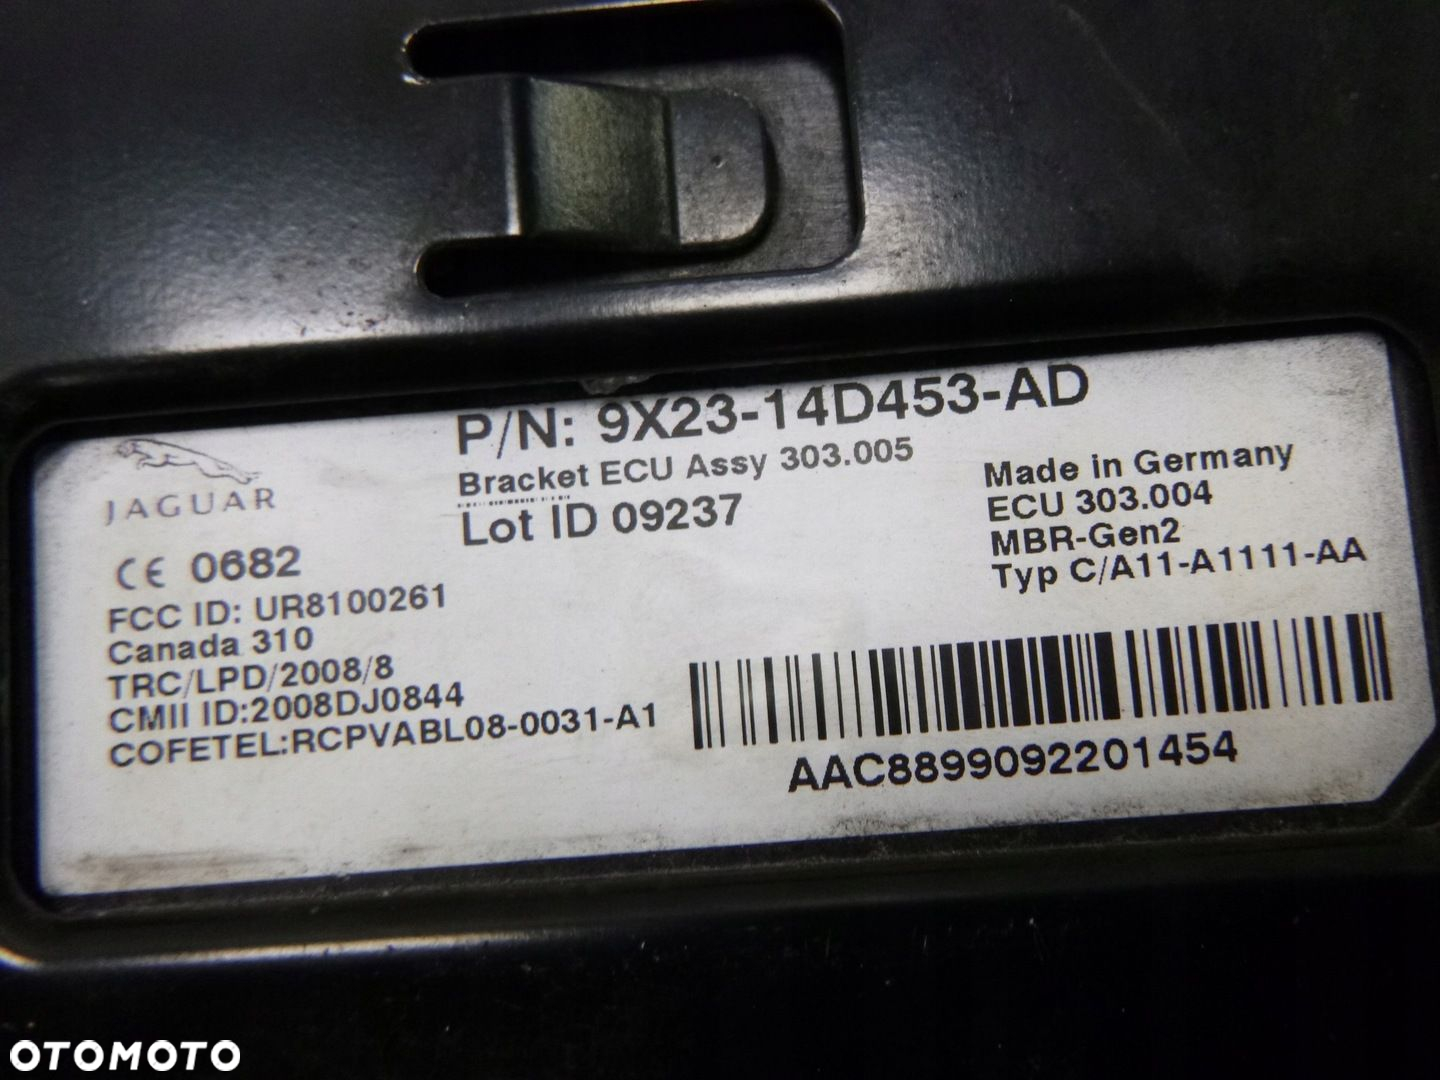 P/N: 9X23-14D453-AD
Bracket ECU Assy 303.005
Lot ID 09237
Made in Germany
ECU 303.004
MBR-Gen2
Typ C/A11-A1111-AA
JAGUAR
CE 0682
FCC ID: UR8100261
Canada 310
TRC/LPD/2008/8
CMII ID:2008DJ0844
COFETEL:RCPVABL08-0031-A1
AAC8899092201454
OTOMOTO